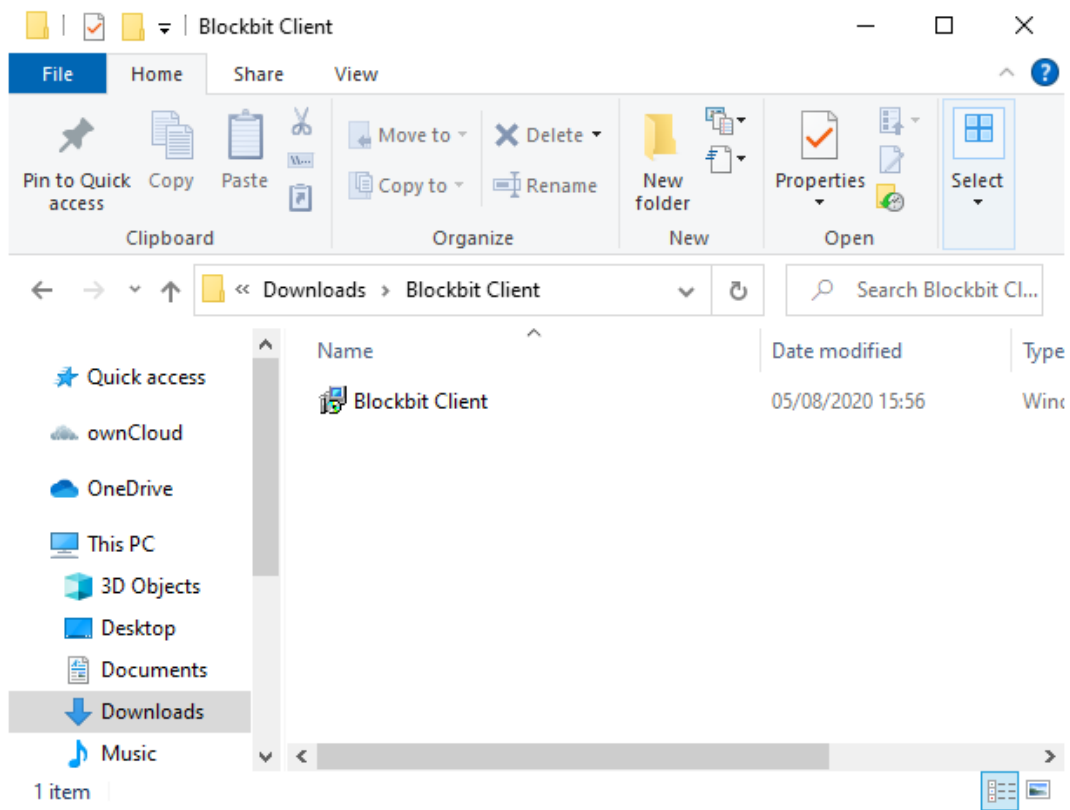 Blockbit Client
File Home Share View
Pin to Quick access Copy Paste
Move to Delete
Copy to Rename
New folder
Properties
Select
Clipboard Organize New Open
« Downloads › Blockbit Client
Search Blockbit Cl...
Name Date modified Type
Quick access
Blockbit Client 05/08/2020 15:56 Wind
ownCloud
OneDrive
This PC
3D Objects
Desktop
Documents
Downloads
Music
1 item